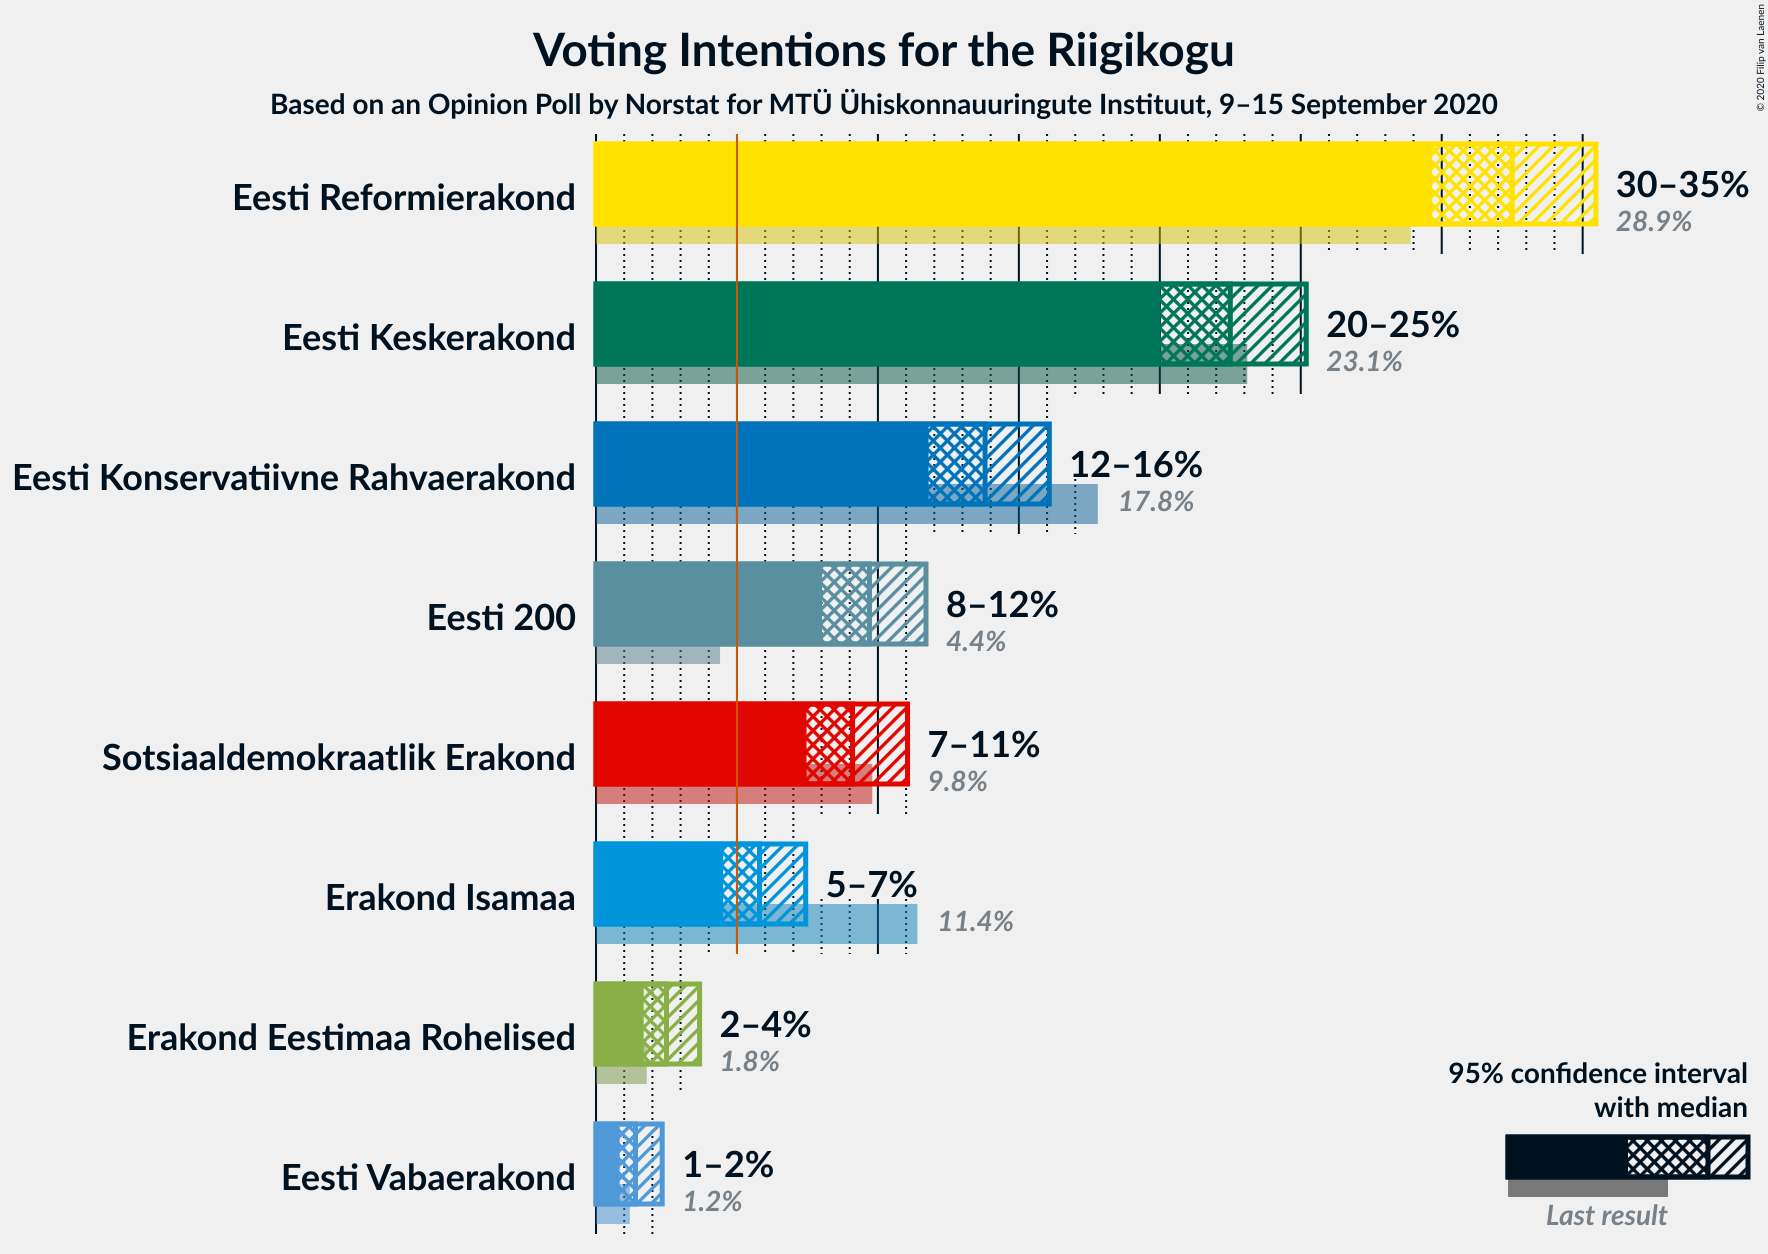 Voting Intentions for the Riigikogu
Based on an Opinion Poll by Norstat for MTÜ Ühiskonnauuringute Instituut, 9–15 September 2020
© 2020 Filip van Laenen
Eesti Reformierakond
30–35%
28.9%
Eesti Keskerakond
20–25%
23.1%
Eesti Konservatiivne Rahvaerakond
12–16%
17.8%
Eesti 200
8–12%
4.4%
Sotsiaaldemokraatlik Erakond
7–11%
9.8%
Erakond Isamaa
5–7%
11.4%
Erakond Eestimaa Rohelised
2–4%
1.8%
Eesti Vabaerakond
1–2%
1.2%
95% confidence interval
with median
Last result